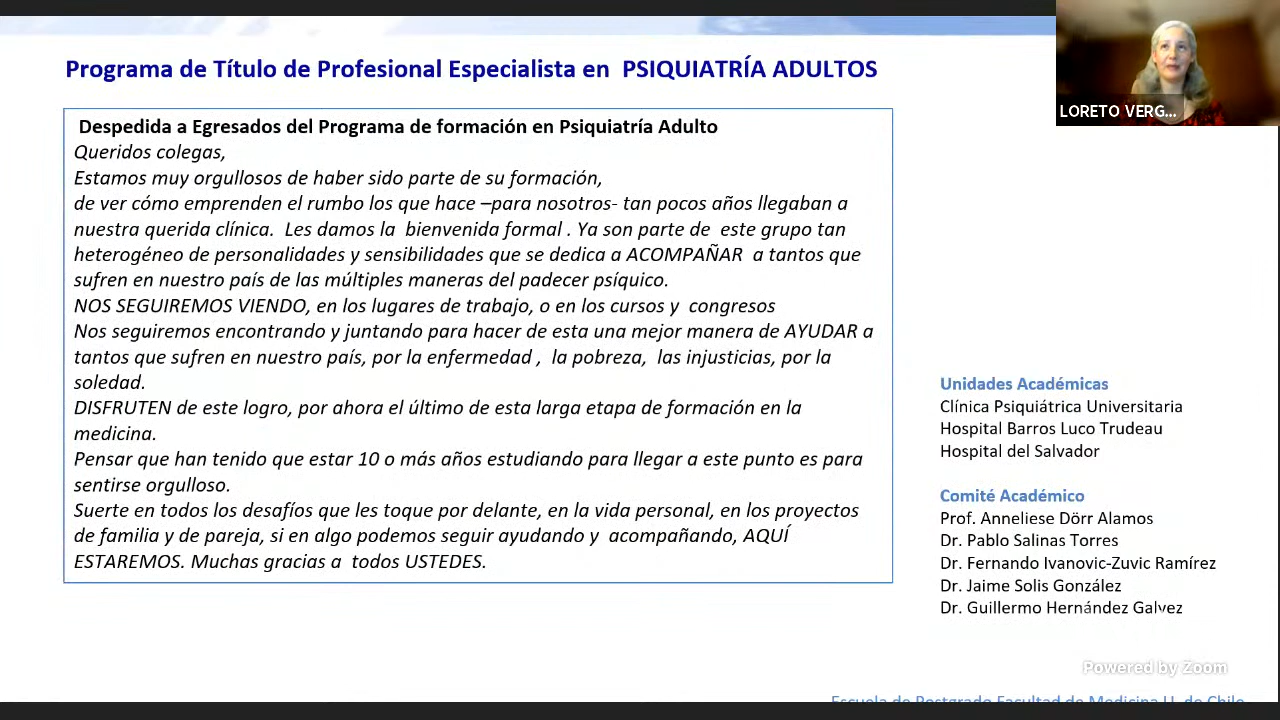 Programa de Título de Profesional Especialista en PSIQUIATRÍA ADULTOS
LORETO VERG...
Despedida a Egresados del Programa de formación en Psiquiatría Adulto
Queridos colegas,
Estamos muy orgullosos de haber sido parte de su formación,
de ver cómo emprenden el rumbo los que hace –para nosotros- tan pocos años llegaban a
nuestra querida clínica. Les damos la bienvenida formal . Ya son parte de este grupo tan
heterogéneo de personalidades y sensibilidades que se dedica a ACOMPAÑAR a tantos que
sufren en nuestro país de las múltiples maneras del padecer psíquico.
NOS SEGUIREMOS VIENDO, en los lugares de trabajo, o en los cursos y congresos
Nos seguiremos encontrando y juntando para hacer de esta una mejor manera de AYUDAR a
tantos que sufren en nuestro país, por la enfermedad , la pobreza, las injusticias, por la
soledad.
DISFRUTEN de este logro, por ahora el último de esta larga etapa de formación en la
medicina.
Pensar que han tenido que estar 10 o más años estudiando para llegar a este punto es para
sentirse orgulloso.
Suerte en todos los desafíos que les toque por delante, en la vida personal, en los proyectos
de familia y de pareja, si en algo podemos seguir ayudando y acompañando, AQUÍ
ESTAREMOS. Muchas gracias a todos USTEDES.
Unidades Académicas
Clínica Psiquiátrica Universitaria
Hospital Barros Luco Trudeau
Hospital del Salvador
Comité Académico
Prof. Anneliese Dörr Alamos
Dr. Pablo Salinas Torres
Dr. Fernando Ivanovic-Zuvic Ramírez
Dr. Jaime Solis González
Dr. Guillermo Hernández Galvez
Powered by Zoom
Escuela de Postgrado Facultad de Medicina U. de Chile